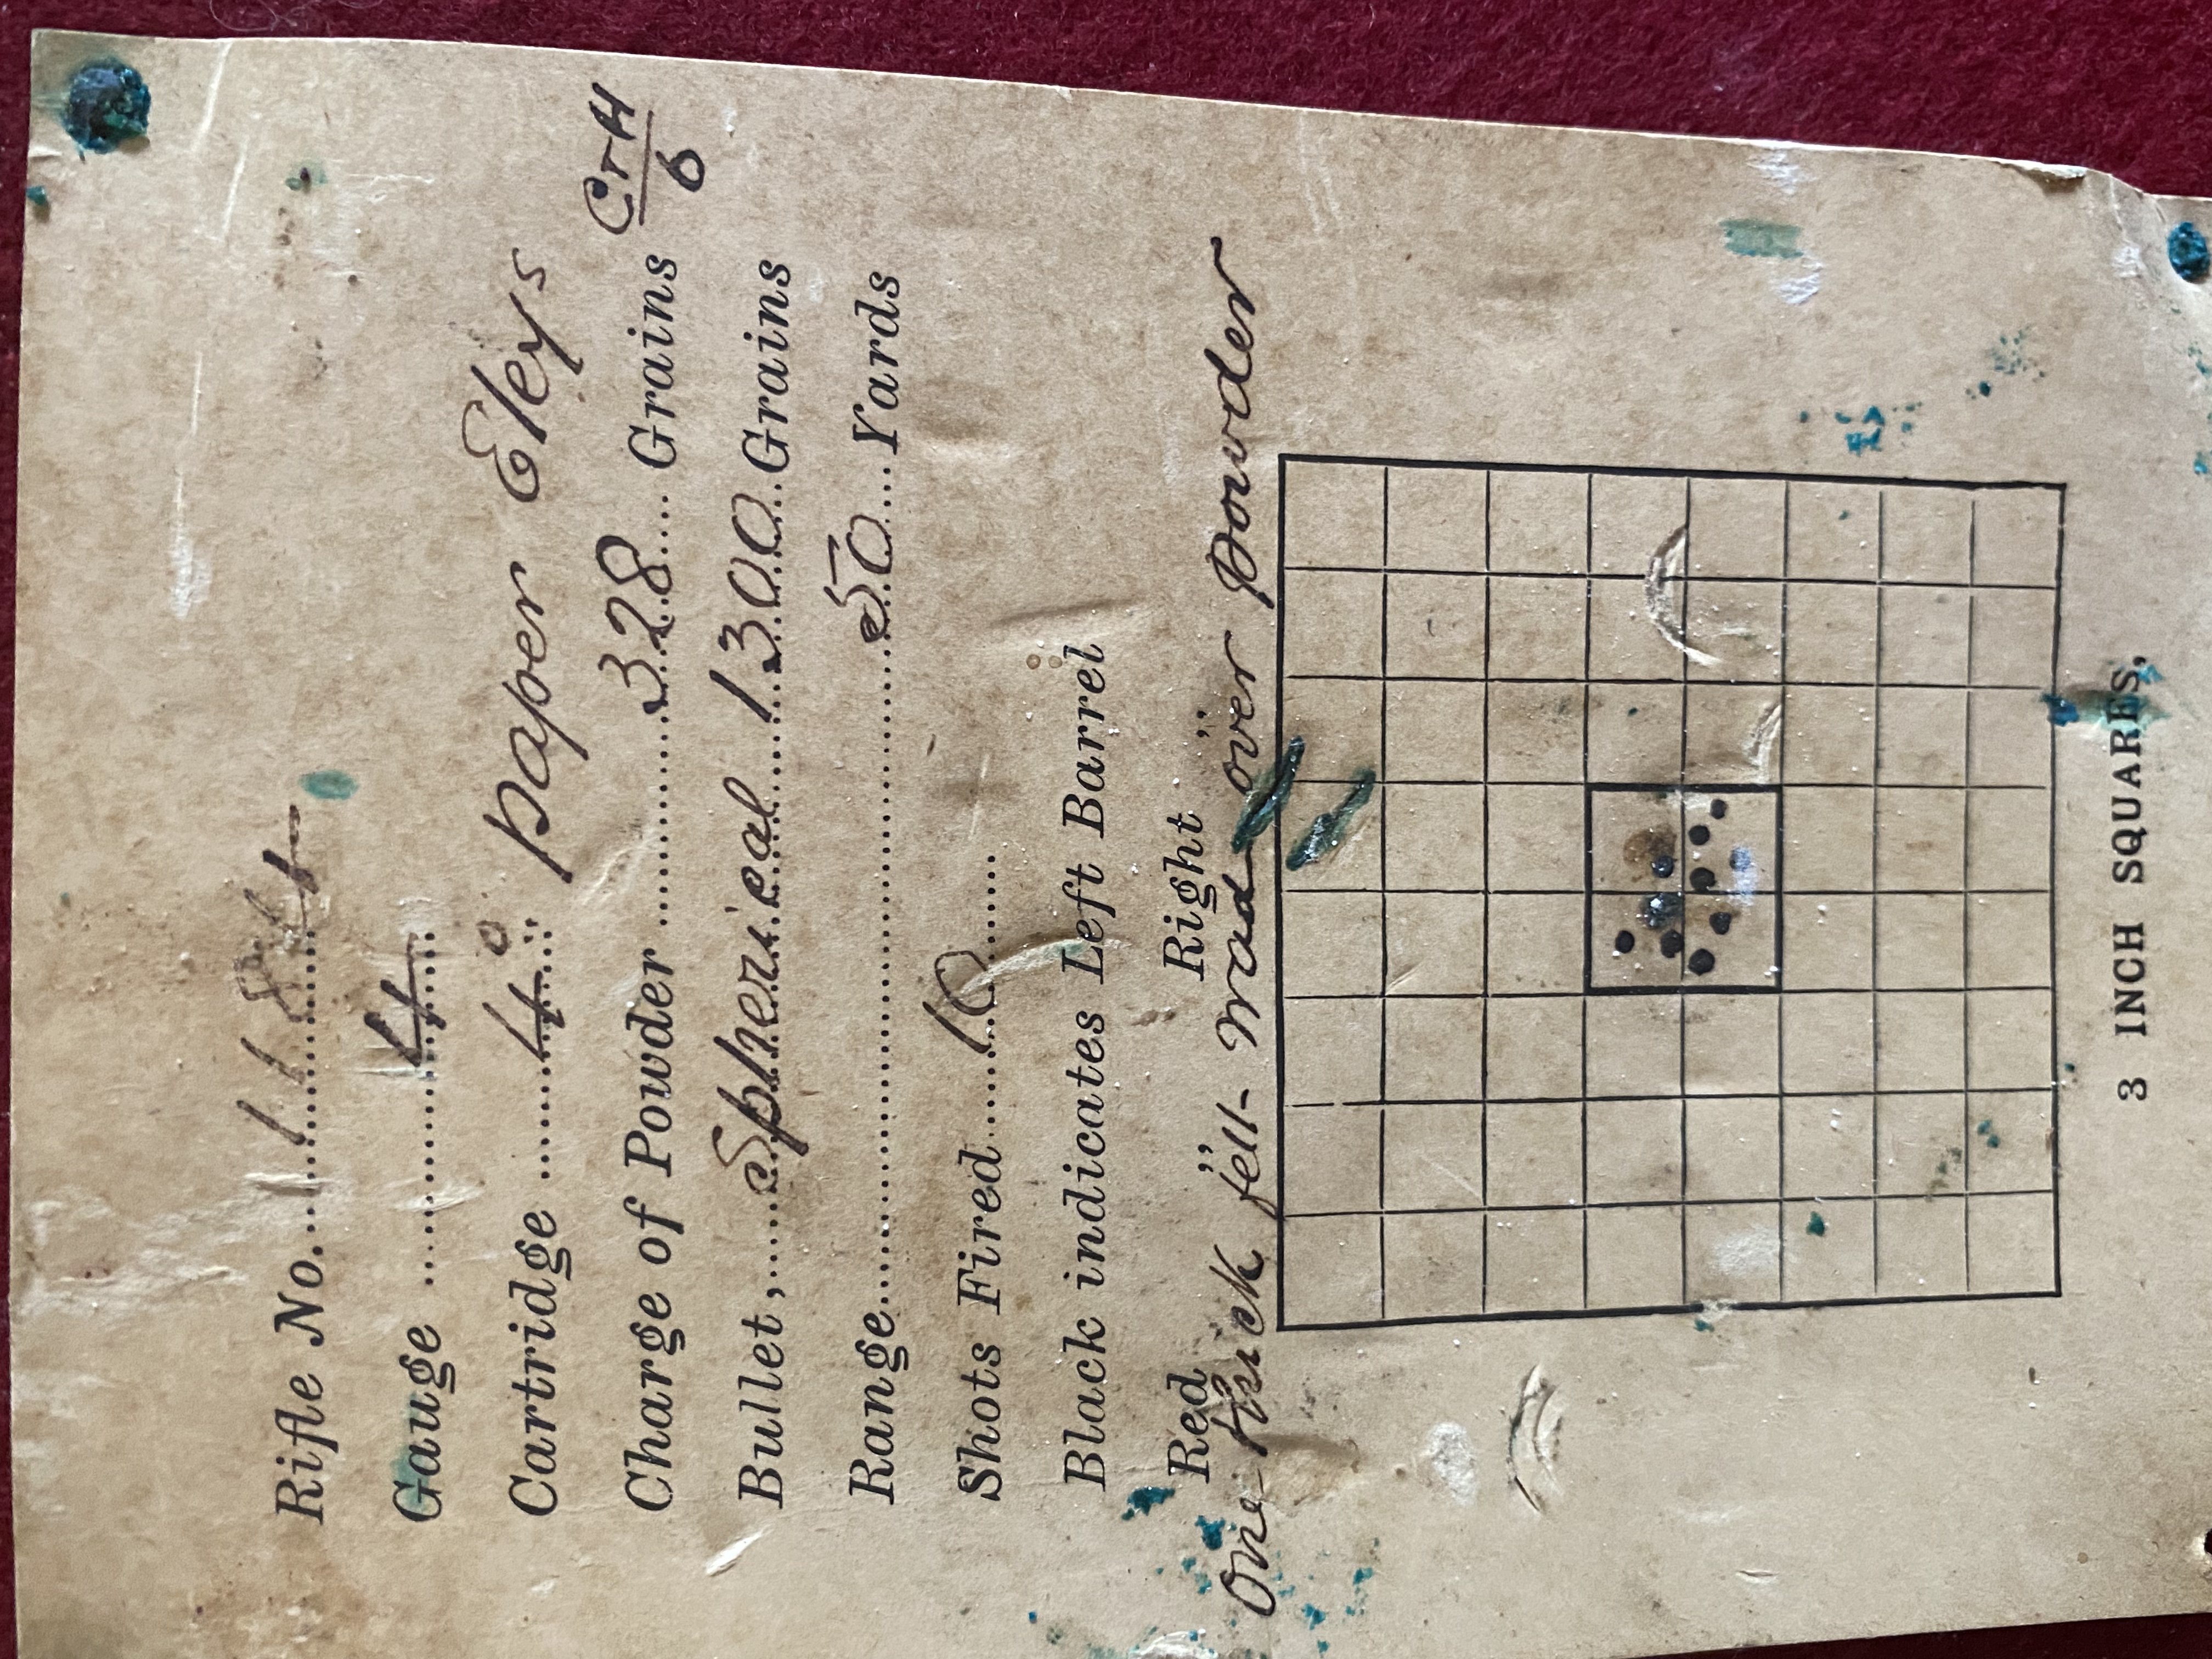 Rifle No. 1184
Gauge 4
Cartridge 4° paper Eleys
Charge of Powder 328 Grains C&H 6
Bullet, Spherical 1300 Grains
Range 50 Yards
Shots Fired 10
Black indicates Left Barrel
Red " Right "
One thick felt wad over powder
3 INCH SQUARES.